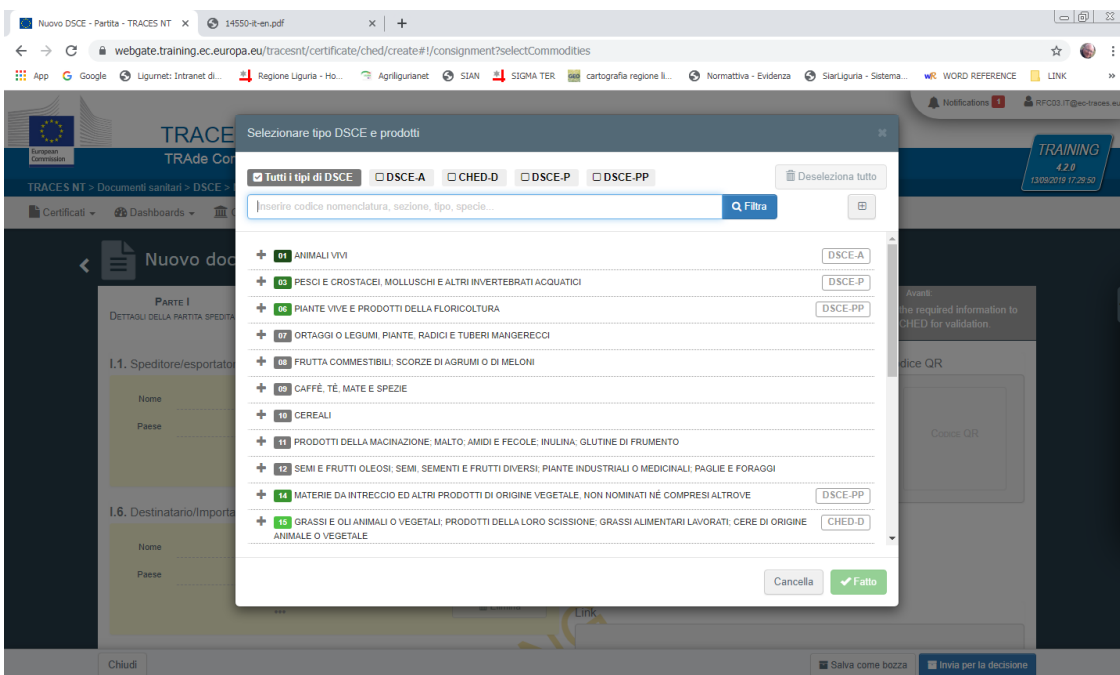 Nuovo DSCE - Partita - TRACES NT
14550-it-en.pdf
webgate.training.ec.europa.eu/tracesnt/certificate/ched/create#!/consignment?selectCommodities
App Google Ligurnet: Intranet di... Regione Liguria - Ho... Agriligurianet SIAN SIGMA TER cartografia regione li... Normattiva - Evidenza SiarLiguria - Sistema... WR WORD REFERENCE LINK »
Notifications 1 RFC03.IT@ec-traces.eu
European
Commission
TRACE
TRAde Con
TRAINING
4.2.0
13/09/2019 17:29:50
TRACES NT > Documenti sanitari > DSCE >
Certificati Dashboards
Selezionare tipo DSCE e prodotti
Tutti i tipi di DSCE DSCE-A CHED-D DSCE-P DSCE-PP Deseleziona tutto
Inserire codice nomenclatura, sezione, tipo, specie... Filtra
01 ANIMALI VIVI DSCE-A
03 PESCI E CROSTACEI, MOLLUSCHI E ALTRI INVERTEBRATI ACQUATICI DSCE-P
06 PIANTE VIVE E PRODOTTI DELLA FLORICOLTURA DSCE-PP
07 ORTAGGI O LEGUMI, PIANTE, RADICI E TUBERI MANGERECCI
08 FRUTTA COMMESTIBILI; SCORZE DI AGRUMI O DI MELONI
09 CAFFÈ, TÈ, MATE E SPEZIE
10 CEREALI
11 PRODOTTI DELLA MACINAZIONE; MALTO; AMIDI E FECOLE; INULINA; GLUTINE DI FRUMENTO
12 SEMI E FRUTTI OLEOSI; SEMI, SEMENTI E FRUTTI DIVERSI; PIANTE INDUSTRIALI O MEDICINALI; PAGLIE E FORAGGI
14 MATERIE DA INTRECCIO ED ALTRI PRODOTTI DI ORIGINE VEGETALE, NON NOMINATI NÉ COMPRESI ALTROVE DSCE-PP
15 GRASSI E OLI ANIMALI O VEGETALI; PRODOTTI DELLA LORO SCISSIONE; GRASSI ALIMENTARI LAVORATI; CERE DI ORIGINE CHED-D
ANIMALE O VEGETALE
Cancella Fatto
Nuovo doc
PARTE I
DETTAGLI DELLA PARTITA SPEDITA
Avanti:
the required information to
CHED for validation.
I.1. Speditore/esportator
Nome
Paese
dice QR
Codice QR
I.6. Destinatario/Importa
Nome
Paese
Link
Chiudi Salva come bozza Invia per la decisione